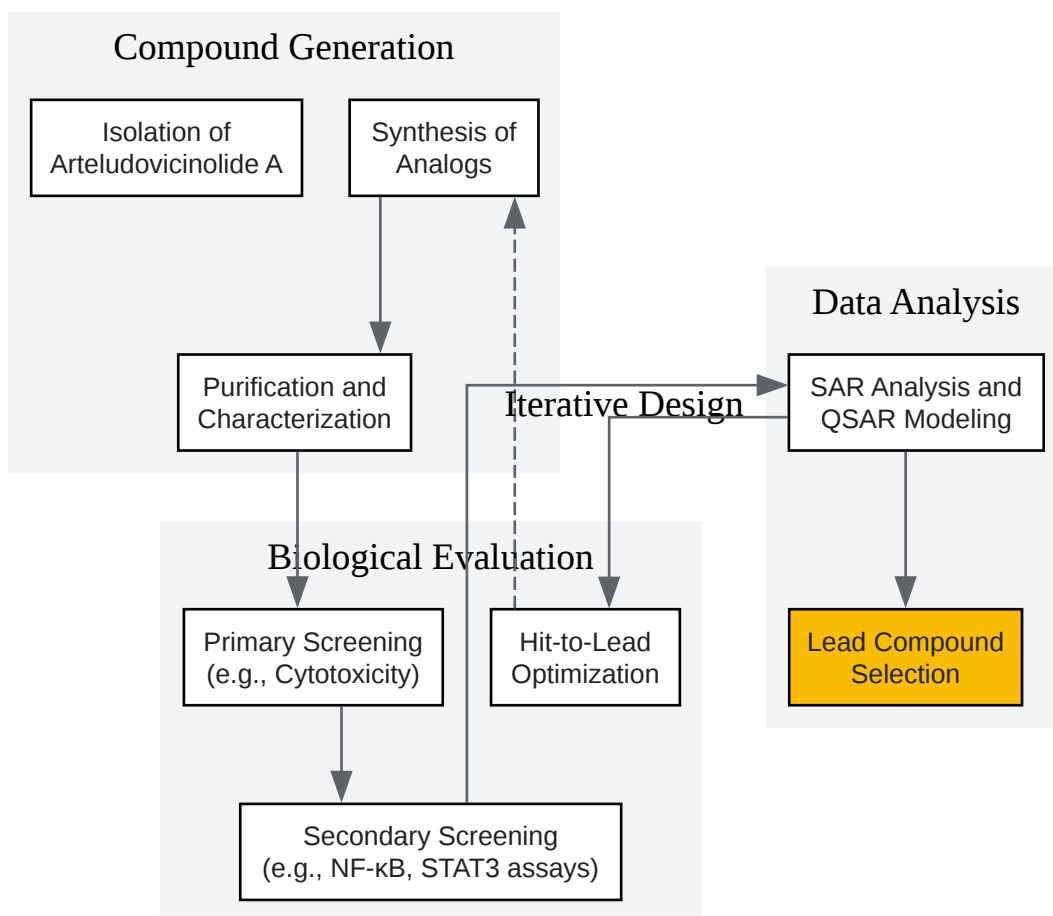 Compound Generation
Isolation of
Arteludovicinolide A
Synthesis of
Analogs
Purification and
Characterization
Iterative Design
Data Analysis
SAR Analysis and
QSAR Modeling
Biological Evaluation
Primary Screening
(e.g., Cytotoxicity)
Hit-to-Lead
Optimization
Lead Compound
Selection
Secondary Screening
(e.g., NF-κB, STAT3 assays)